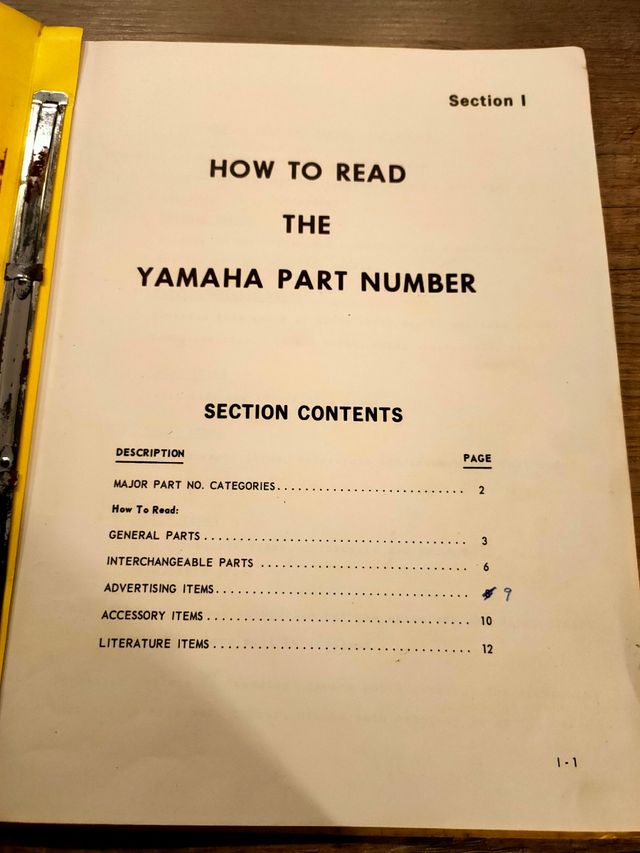 Section I
HOW TO READ
THE
YAMAHA PART NUMBER
SECTION CONTENTS
DESCRIPTION PAGE
MAJOR PART NO. CATEGORIES........................... 2
How To Read:
GENERAL PARTS.................................... 3
INTERCHANGEABLE PARTS ............................ 6
ADVERTISING ITEMS.................................. 9
ACCESSORY ITEMS.................................... 10
LITERATURE ITEMS................................... 12
I-1